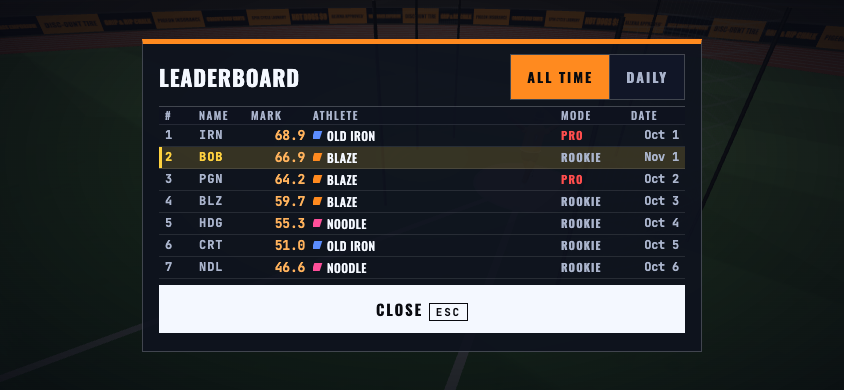 LEADERBOARD ALL TIME DAILY
# NAME MARK ATHLETE MODE DATE
1 IRN 68.9 OLD IRON PRO Oct 1
2 BOB 66.9 BLAZE ROOKIE Nov 1
3 PGN 64.2 BLAZE PRO Oct 2
4 BLZ 59.7 BLAZE ROOKIE Oct 3
5 HDG 55.3 NOODLE ROOKIE Oct 4
6 CRT 51.0 OLD IRON ROOKIE Oct 5
7 NDL 46.6 NOODLE ROOKIE Oct 6
CLOSE ESC